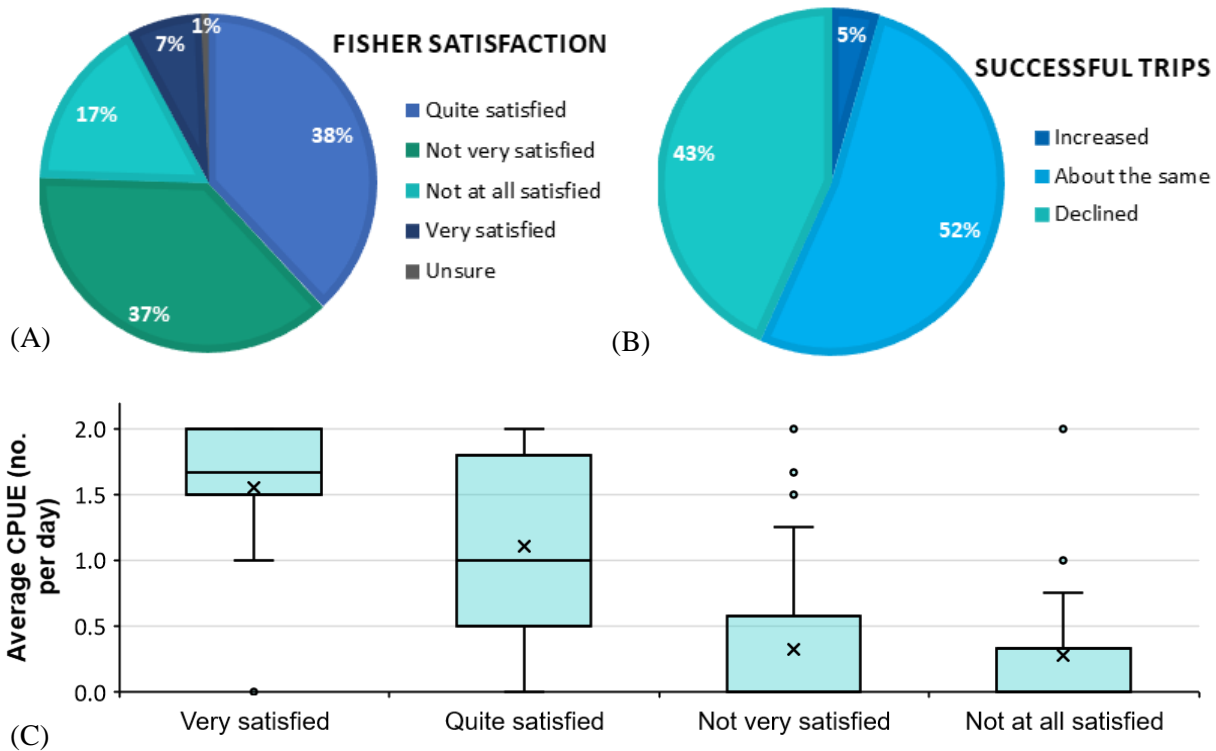 FISHER SATISFACTION
1%
7%
17%
38%
37%
Quite satisfied
Not very satisfied
Not at all satisfied
Very satisfied
Unsure
(A)
SUCCESSFUL TRIPS
5%
43%
52%
Increased
About the same
Declined
(B)
Average CPUE (no.
per day)
2.0
1.5
1.0
0.5
0.0
Very satisfied
Quite satisfied
Not very satisfied
Not at all satisfied
(C)